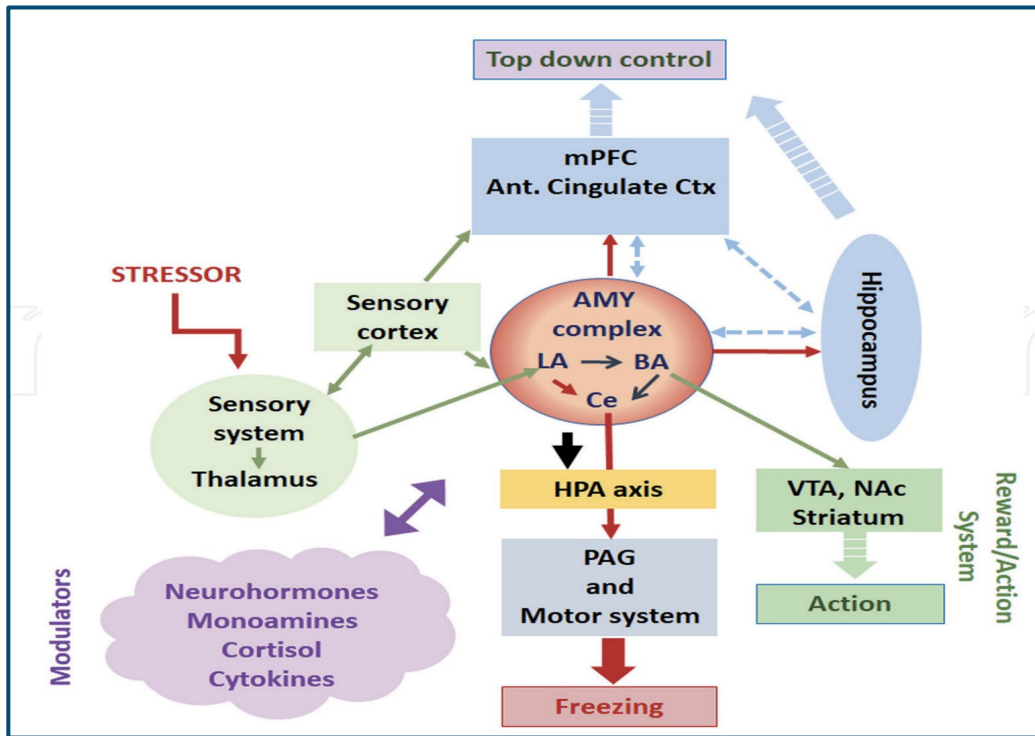 Top down control
mPFC
Ant. Cingulate Ctx
STRESSOR
Sensory
cortex
AMY
complex
LA
BA
Ce
Hippocampus
Sensory
system
Thalamus
HPA axis
VTA, NAc
Striatum
Reward/Action
System
PAG
and
Motor system
Action
Modulators
Neurohormones
Monoamines
Cortisol
Cytokines
Freezing